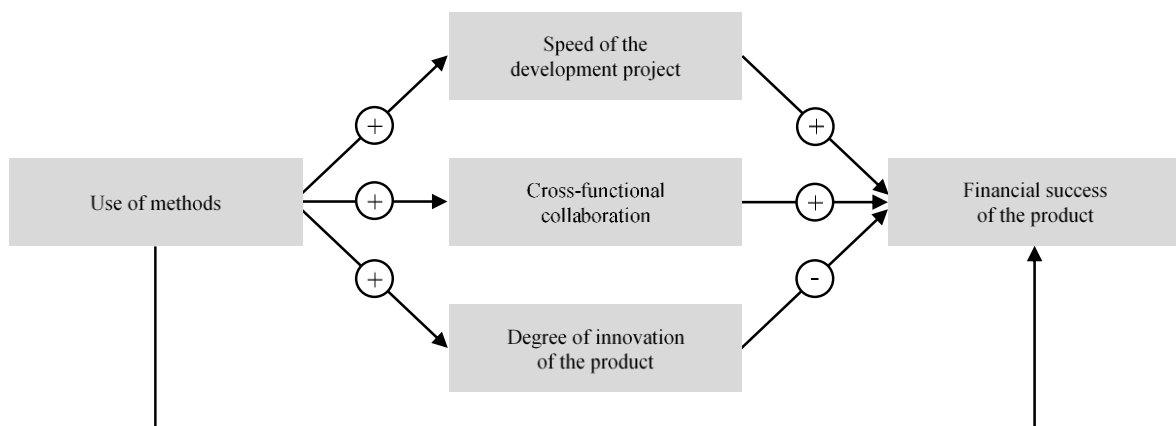 Speed of the
development project
+
+
Use of methods
+
Cross-functional
collaboration
+
Financial success
of the product
+
-
Degree of innovation
of the product